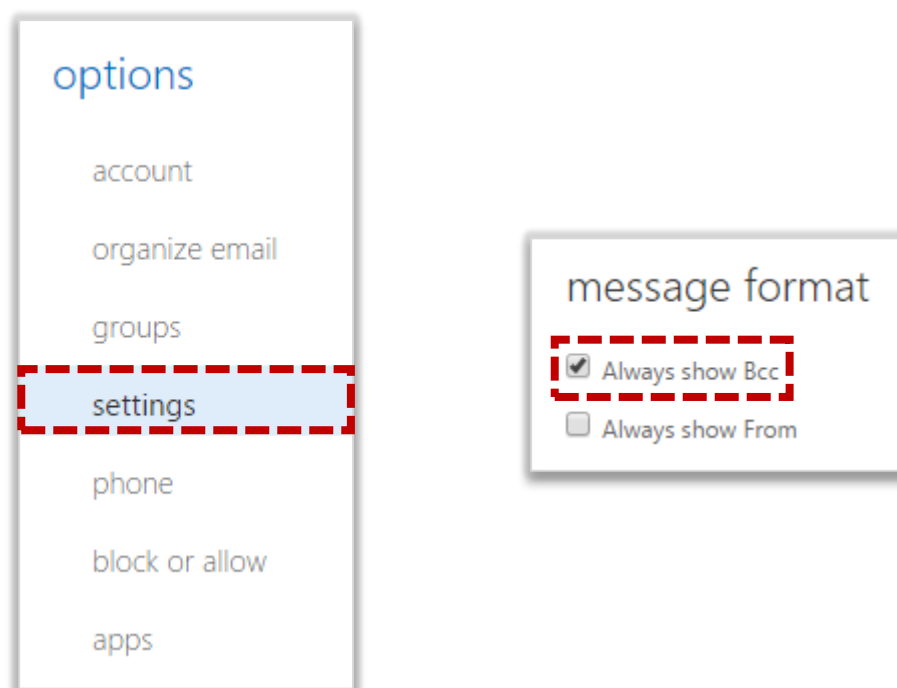 options
account
organize email
groups
settings
phone
block or allow
apps
message format
Always show Bcc
Always show From